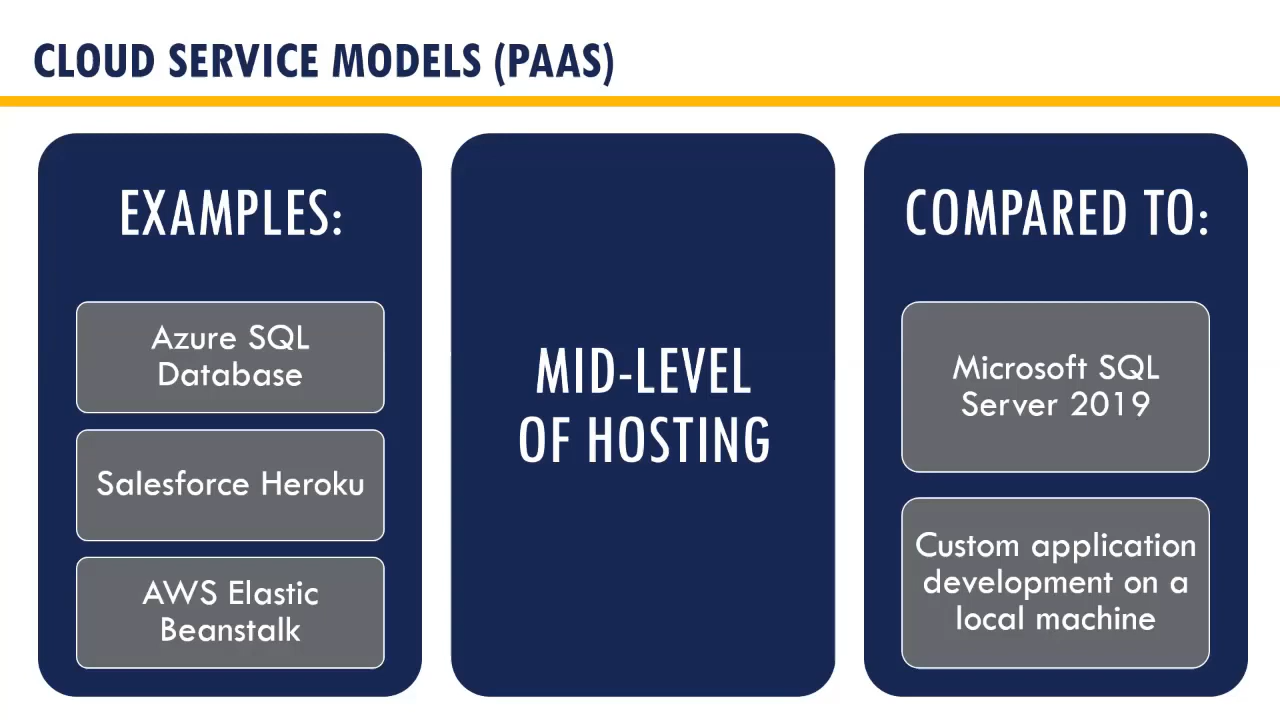 CLOUD SERVICE MODELS (PAAS)
EXAMPLES:
Azure SQL
Database
Salesforce Heroku
AWS Elastic
Beanstalk
MID-LEVEL
OF HOSTING
COMPARED TO:
Microsoft SQL
Server 2019
Custom application
development on a
local machine